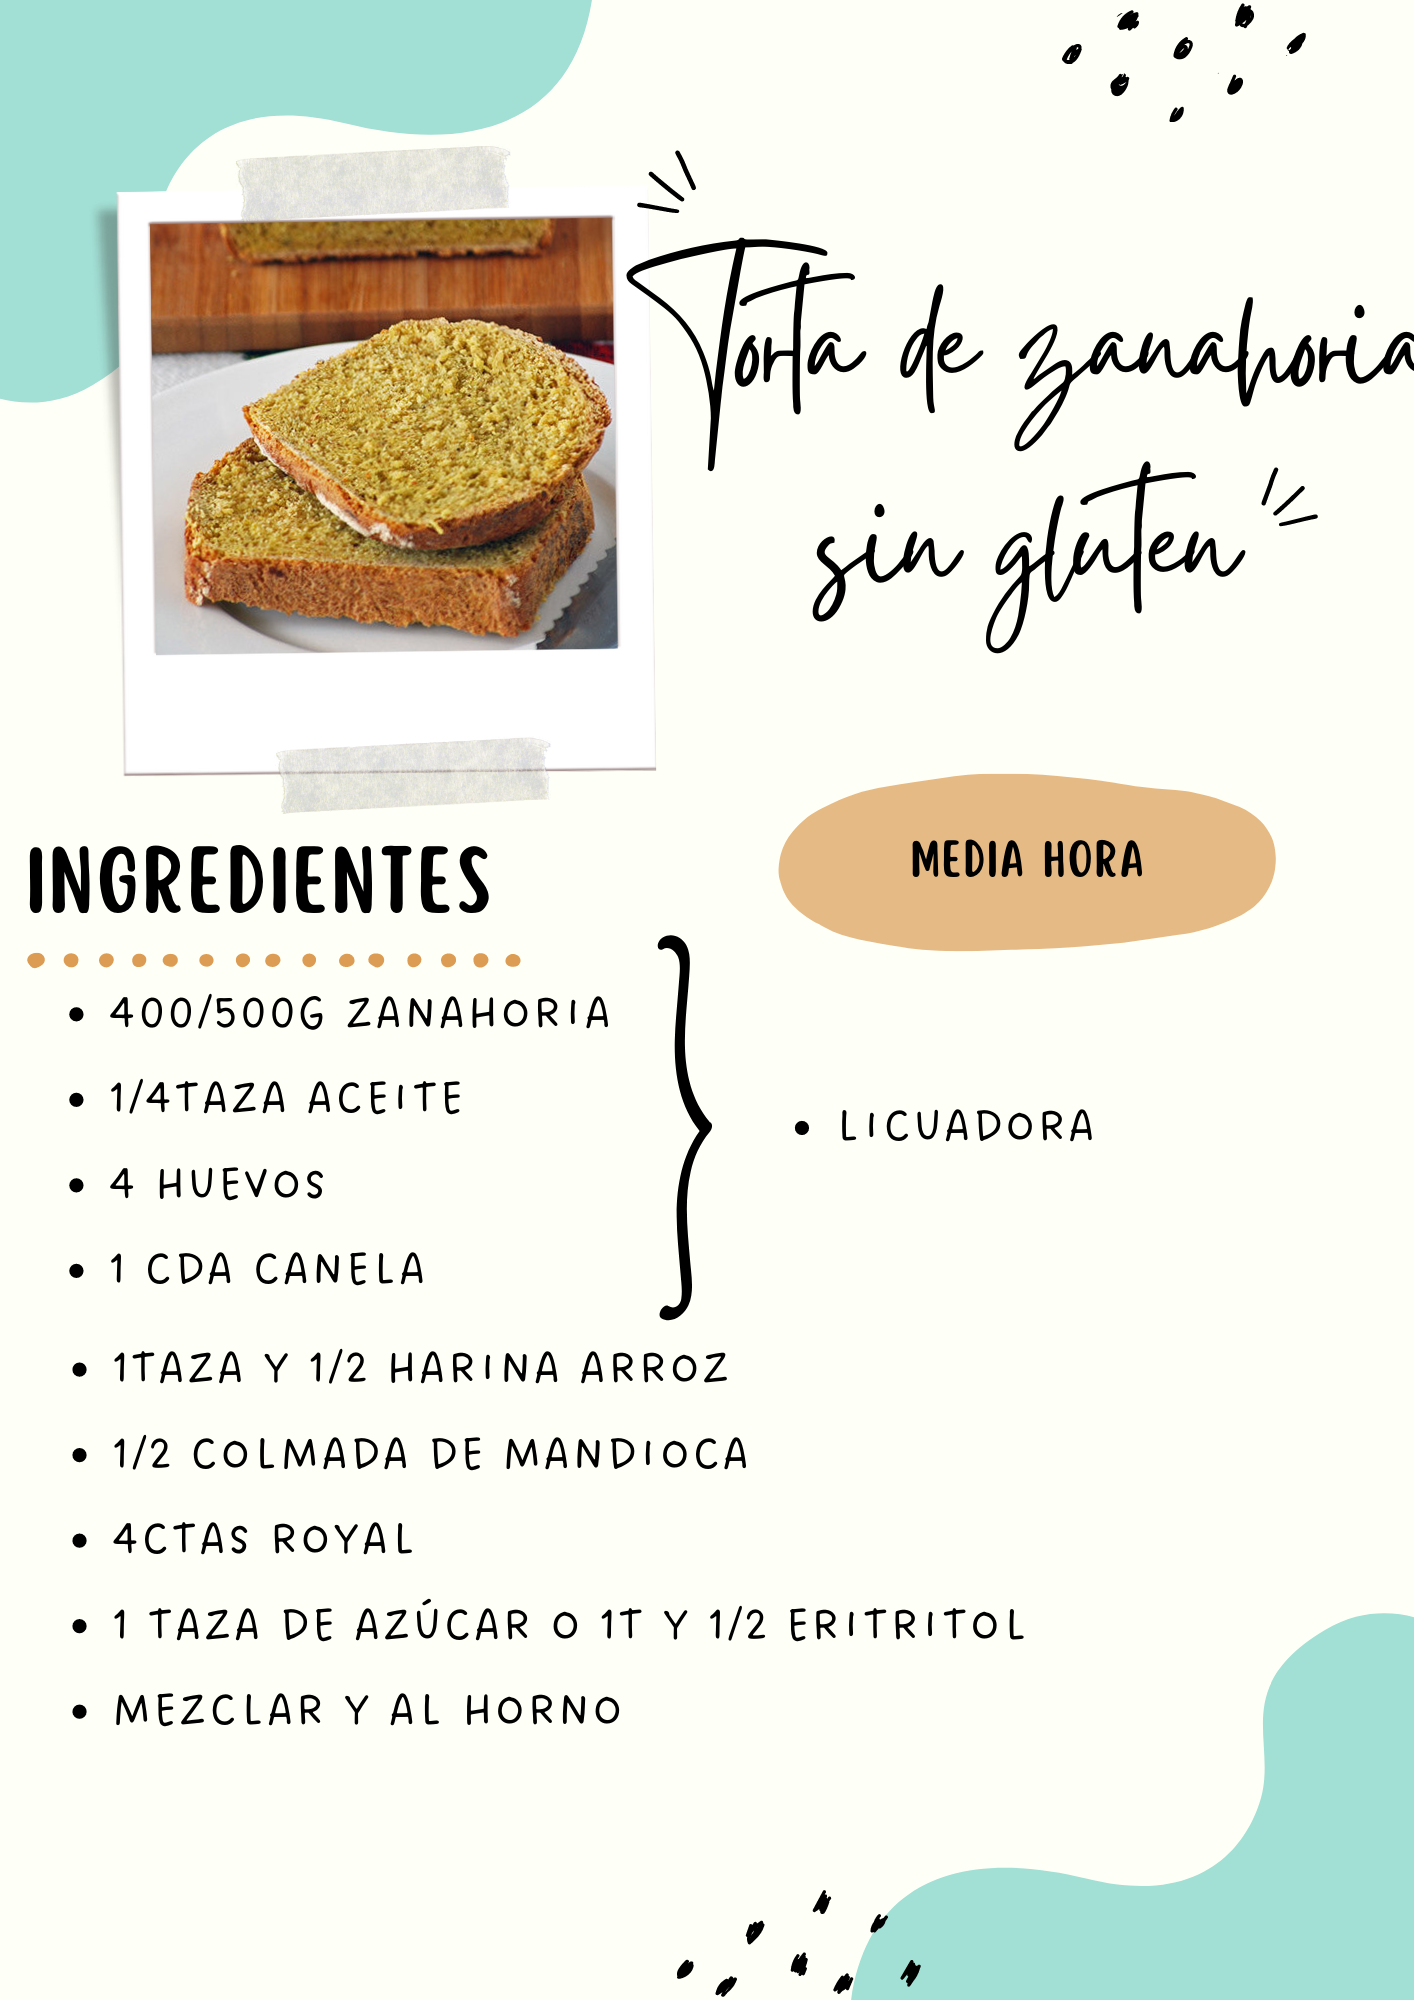 Torta de zanahoria
sin gluten
MEDIA HORA
INGREDIENTES
400/500G ZANAHORIA
1/4TAZA ACEITE
4 HUEVOS
1 CDA CANELA
LICUADORA
1TAZA Y 1/2 HARINA ARROZ
1/2 COLMADA DE MANDIOCA
4CTAS ROYAL
1 TAZA DE AZÚCAR O 1T Y 1/2 ERITRITOL
MEZCLAR Y AL HORNO